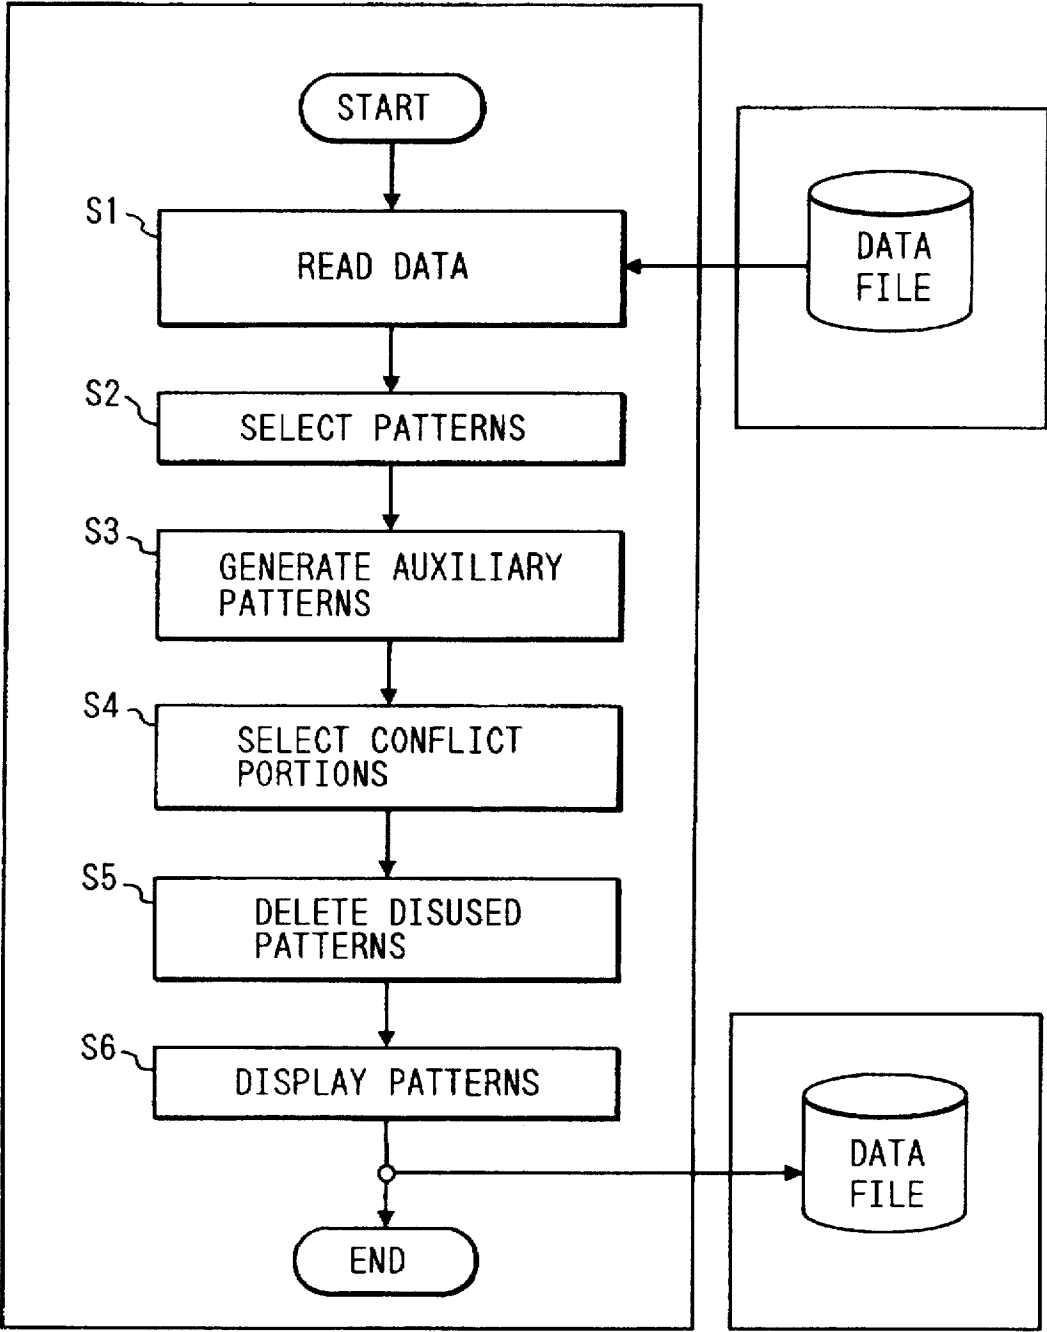 START
S1
READ DATA
DATA
FILE
S2
SELECT PATTERNS
S3
GENERATE AUXILIARY
PATTERNS
S4
SELECT CONFLICT
PORTIONS
S5
DELETE DISUSED
PATTERNS
S6
DISPLAY PATTERNS
DATA
FILE
END